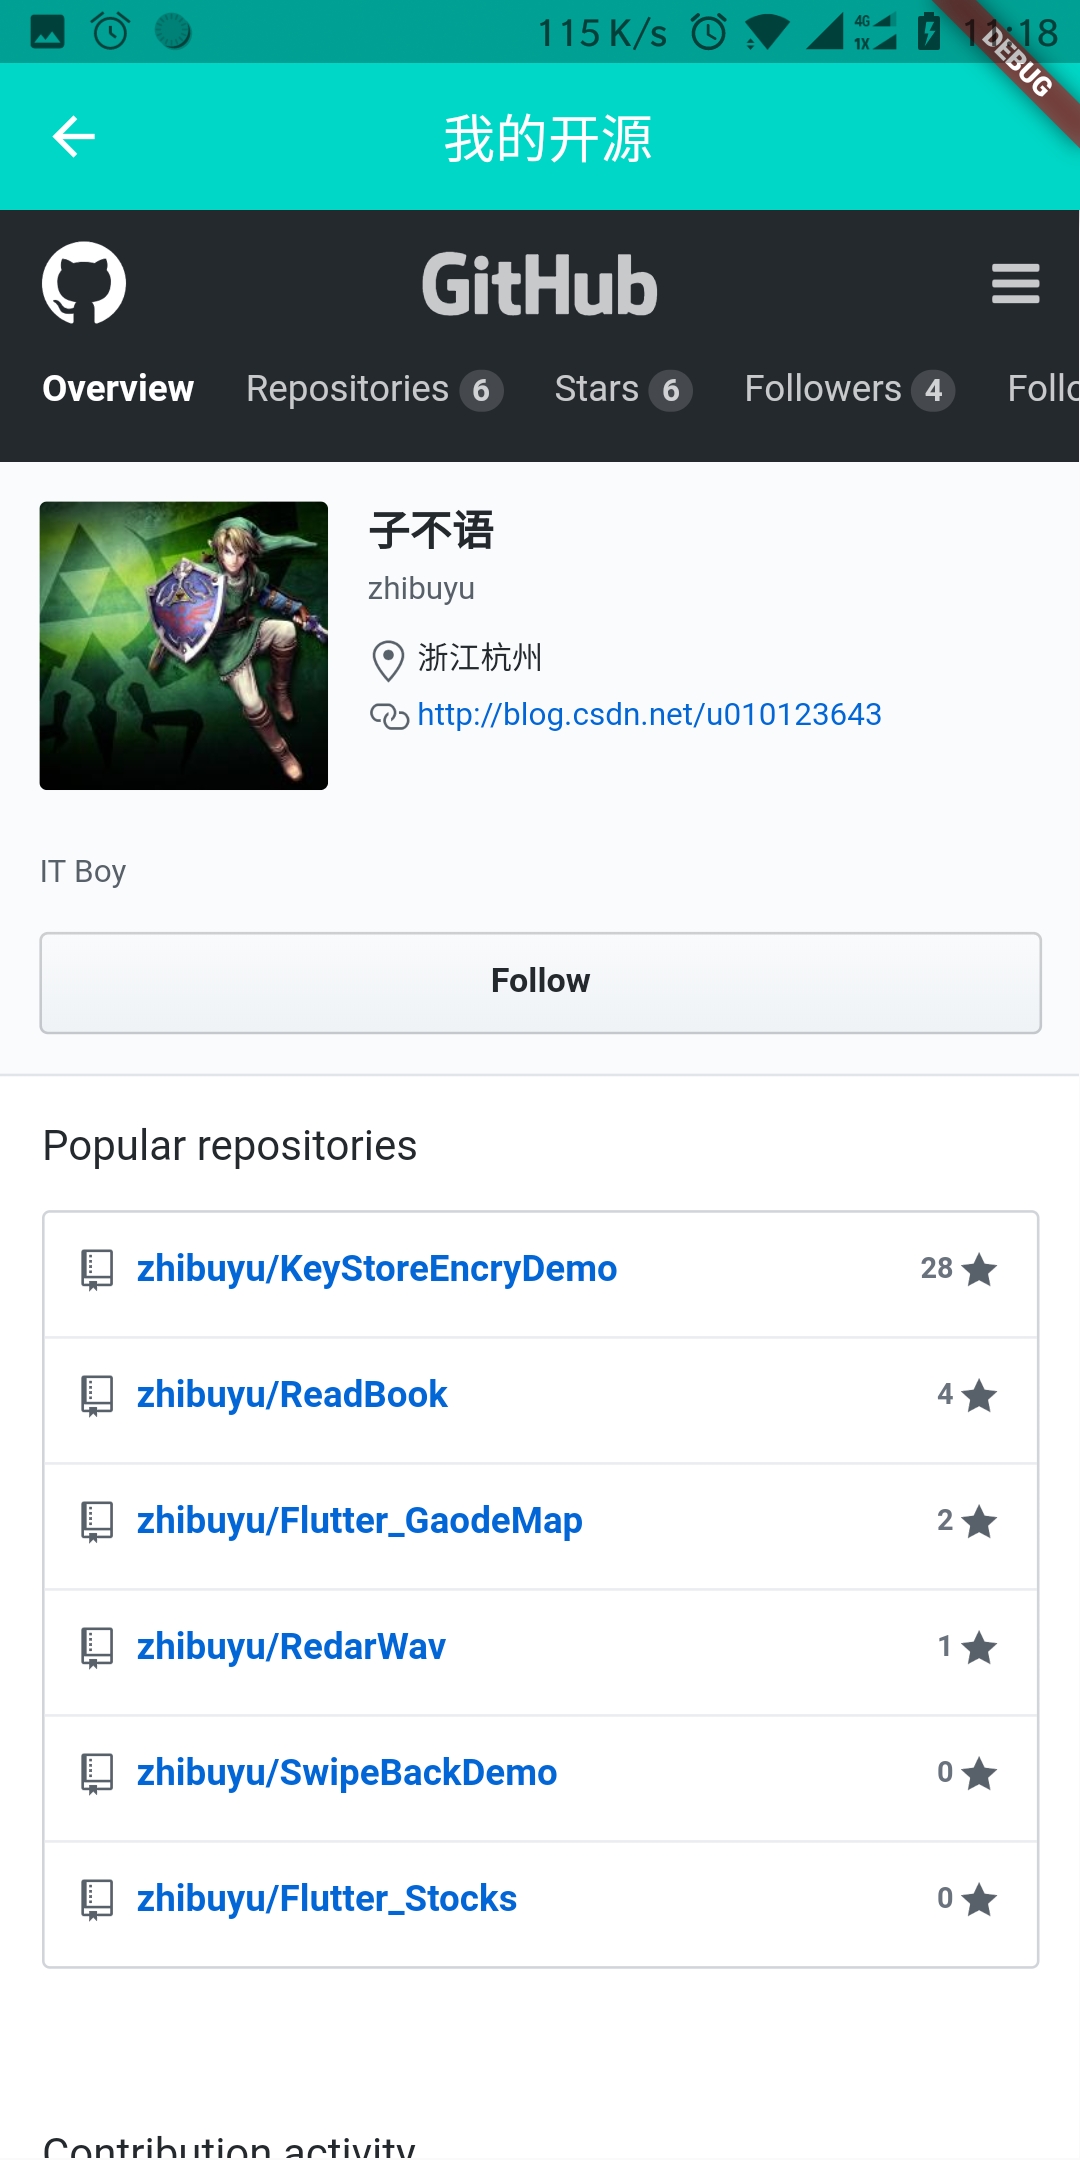 115 K/s 4G 1X 11:18
DEBUG
我的开源
GitHub
Overview Repositories 6 Stars 6 Followers 4 Follo
子不语
zhibuyu
浙江杭州
http://blog.csdn.net/u010123643
IT Boy
Follow
Popular repositories
zhibuyu/KeyStoreEncryDemo 28
zhibuyu/ReadBook 4
zhibuyu/Flutter_GaodeMap 2
zhibuyu/RedarWav 1
zhibuyu/SwipeBackDemo 0
zhibuyu/Flutter_Stocks 0
Contribution activity